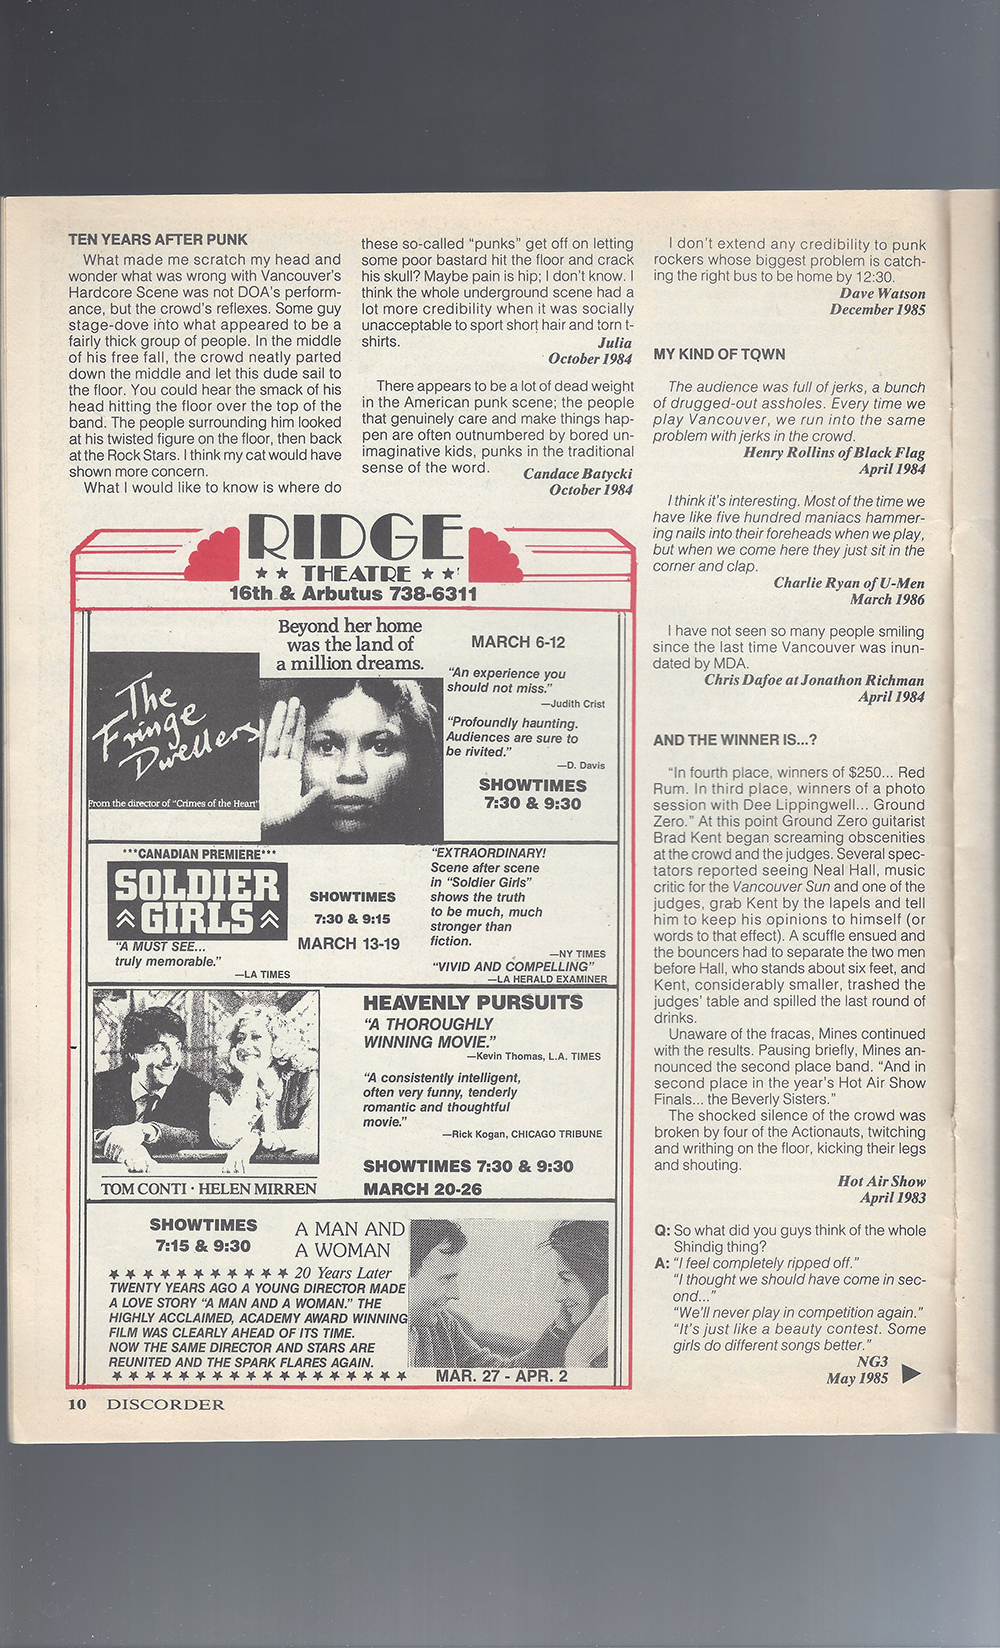 TEN YEARS AFTER PUNK
What made me scratch my head and
wonder what was wrong with Vancouver's
Hardcore Scene was not DOA's perform-
ance, but the crowd's reflexes. Some guy
stage-dove into what appeared to be a
fairly thick group of people. In the middle
of his free fall, the crowd neatly parted
down the middle and let this dude sail to
the floor. You could hear the smack of his
head hitting the floor over the top of the
band. The people surrounding him looked
at his twisted figure on the floor, then back
at the Rock Stars. I think my cat would have
shown more concern.
What I would like to know is where do
these so-called "punks" get off on letting
some poor bastard hit the floor and crack
his skull? Maybe pain is hip; I don't know. I
think the whole underground scene had a
lot more credibility when it was socially
unacceptable to sport short hair and torn t-
shirts.
Julia
October 1984
There appears to be a lot of dead weight
in the American punk scene; the people
that genuinely care and make things hap-
pen are often outnumbered by bored un-
imaginative kids, punks in the traditional
sense of the word.
Candace Batycki
October 1984
I don't extend any credibility to punk
rockers whose biggest problem is catch-
ing the right bus to be home by 12:30.
Dave Watson
December 1985
MY KIND OF TOWN
The audience was full of jerks, a bunch
of drugged-out assholes. Every time we
play Vancouver, we run into the same
problem with jerks in the crowd.
Henry Rollins of Black Flag
April 1984
I think it's interesting. Most of the time we
have like five hundred maniacs hammer-
ing nails into their foreheads when we play,
but when we come here they just sit in the
corner and clap.
Charlie Ryan of U-Men
March 1986
I have not seen so many people smiling
since the last time Vancouver was inun-
dated by MDA.
Chris Dafoe at Jonathon Richman
April 1984
AND THE WINNER IS...?
"In fourth place, winners of $250... Red
Rum. In third place, winners of a photo
session with Dee Lippingwell... Ground
Zero." At this point Ground Zero guitarist
Brad Kent began screaming obscenities
at the crowd and the judges. Several spec-
tators reported seeing Neal Hall, music
critic for the Vancouver Sun and one of the
judges, grab Kent by the lapels and tell
him to keep his opinions to himself (or
words to that effect). A scuffle ensued and
the bouncers had to separate the two men
before Hall, who stands about six feet, and
Kent, considerably smaller, trashed the
judges' table and spilled the last round of
drinks.
Unaware of the fracas, Mines continued
with the results. Pausing briefly, Mines an-
nounced the second place band. "And in
second place in the year's Hot Air Show
Finals... the Beverly Sisters."
The shocked silence of the crowd was
broken by four of the Actionauts, twitching
and writhing on the floor, kicking their legs
and shouting.
Hot Air Show
April 1983
Q: So what did you guys think of the whole
Shindig thing?
A: "I feel completely ripped off."
"I thought we should have come in sec-
ond..."
"We'll never play in competition again."
"It's just like a beauty contest. Some
girls do different songs better."
NG3
May 1985
RIDGE
THEATRE
16th & Arbutus 738-6311
Beyond her home
was the land of
a million dreams.
The
Fringe
Dwellers
From the director of "Crimes of the Heart"
MARCH 6-12
"An experience you
should not miss."
—Judith Crist
"Profoundly haunting.
Audiences are sure to
be rivited."
—D. Davis
SHOWTIMES
7:30 & 9:30
***CANADIAN PREMIERE***
SOLDIER
GIRLS
"A MUST SEE...
truly memorable."
—LA TIMES
SHOWTIMES
7:30 & 9:15
MARCH 13-19
"EXTRAORDINARY!
Scene after scene
in "Soldier Girls"
shows the truth
to be much, much
stronger than
fiction.
—NY TIMES
"VIVID AND COMPELLING"
—LA HERALD EXAMINER
TOM CONTI · HELEN MIRREN
HEAVENLY PURSUITS
"A THOROUGHLY
WINNING MOVIE."
—Kevin Thomas, L.A. TIMES
"A consistently intelligent,
often very funny, tenderly
romantic and thoughtful
movie."
—Rick Kogan, CHICAGO TRIBUNE
SHOWTIMES 7:30 & 9:30
MARCH 20-26
SHOWTIMES
7:15 & 9:30
A MAN AND
A WOMAN
20 Years Later
TWENTY YEARS AGO A YOUNG DIRECTOR MADE
A LOVE STORY "A MAN AND A WOMAN." THE
HIGHLY ACCLAIMED, ACADEMY AWARD WINNING
FILM WAS CLEARLY AHEAD OF ITS TIME.
NOW THE SAME DIRECTOR AND STARS ARE
REUNITED AND THE SPARK FLARES AGAIN.
MAR. 27 - APR. 2
10 DISCORDER